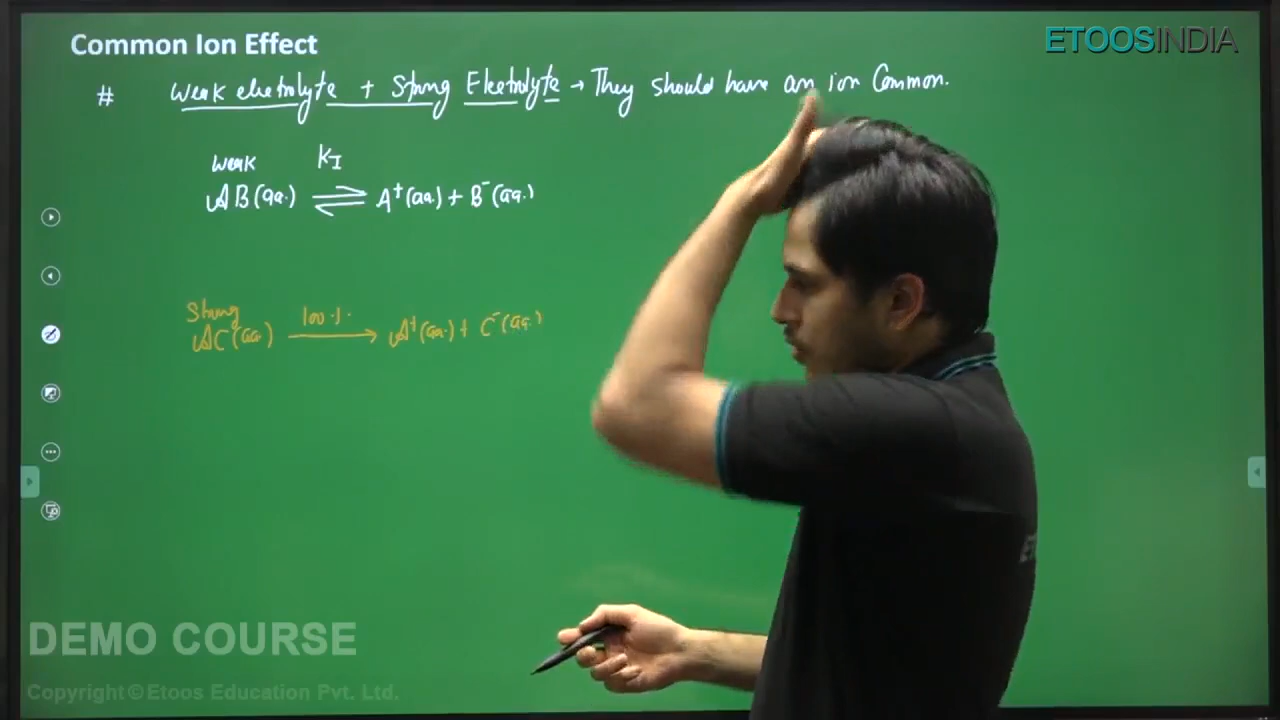 Common Ion Effect
ETOOSINDIA
# Weak electrolyte + Strong Electrolyte → They should have an ion Common.
Weak KI
AB(aq.) ⇌ A⁺(aq.) + B⁻(aq.)
Strong 100%
AC(aq.) → A⁺(aq.) + C⁻(aq.)
DEMO COURSE
Copyright © Etoos Education Pvt. Ltd.